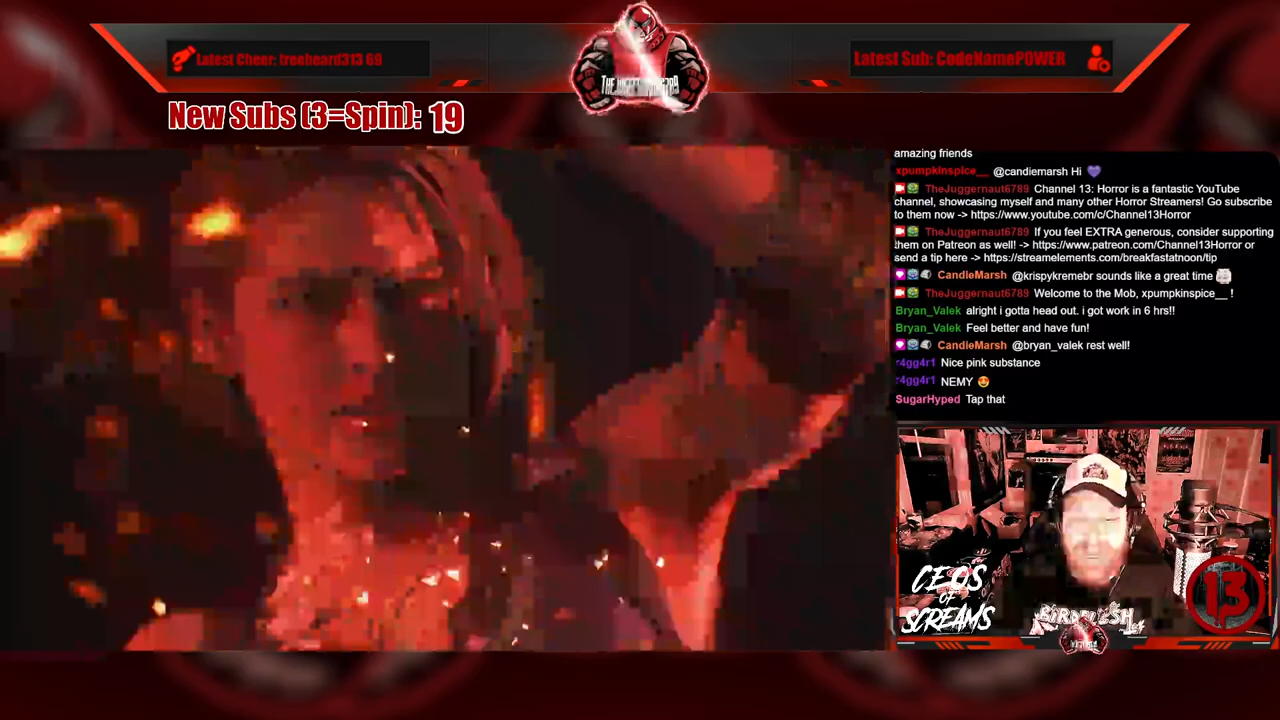 Latest Cheer: treebeard313 69
Latest Sub: CodeNamePOWER
New Subs (3=Spin): 19
amazing friends
xpumpkinspice__ @candiemarsh Hi
TheJuggernaut6789 Channel 13: Horror is a fantastic YouTube
channel, showcasing myself and many other Horror Streamers! Go subscribe
to them now -> https://www.youtube.com/c/Channel13Horror
TheJuggernaut6789 If you feel EXTRA generous, consider supporting
them on Patreon as well! -> https://www.patreon.com/Channel13Horror or
send a tip here -> https://streamelements.com/breakfastatnoon/tip
CandieMarsh @krispykremebr sounds like a great time
TheJuggernaut6789 Welcome to the Mob, xpumpkinspice__ !
Bryan_Valek alright i gotta head out. i got work in 6 hrs!!
Bryan_Valek Feel better and have fun!
CandieMarsh @bryan_valek rest well!
r4gg4r1 Nice pink substance
r4gg4r1 NEMY
SugarHyped Tap that
CEOS
OF
SCREAMS
13